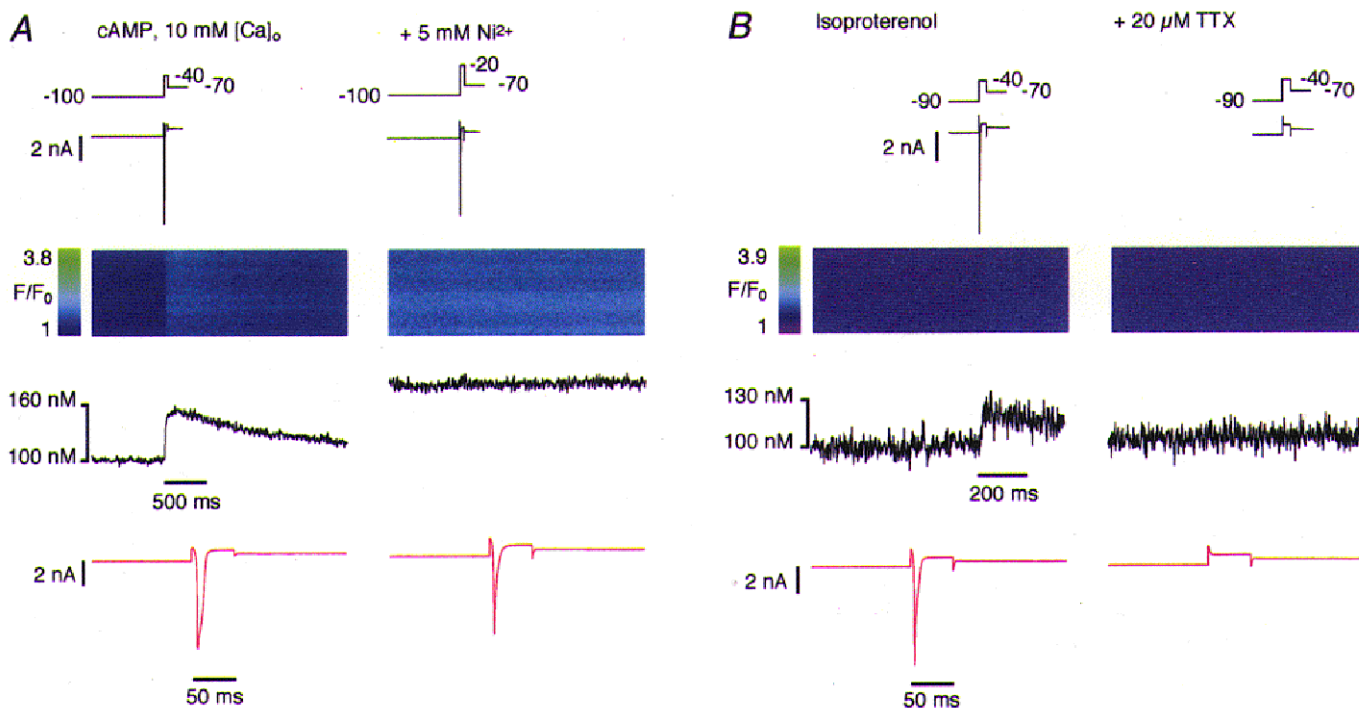 A
cAMP, 10 mM [Ca]o
+ 5 mM Ni²⁺
-40
-70
-100
-20
-70
-100
2 nA
3.8
F/F₀
1
160 nM
100 nM
500 ms
2 nA
50 ms
B
Isoproterenol
+ 20 µM TTX
-40
-70
-90
-40
-70
-90
2 nA
3.9
F/F₀
1
130 nM
100 nM
200 ms
2 nA
50 ms